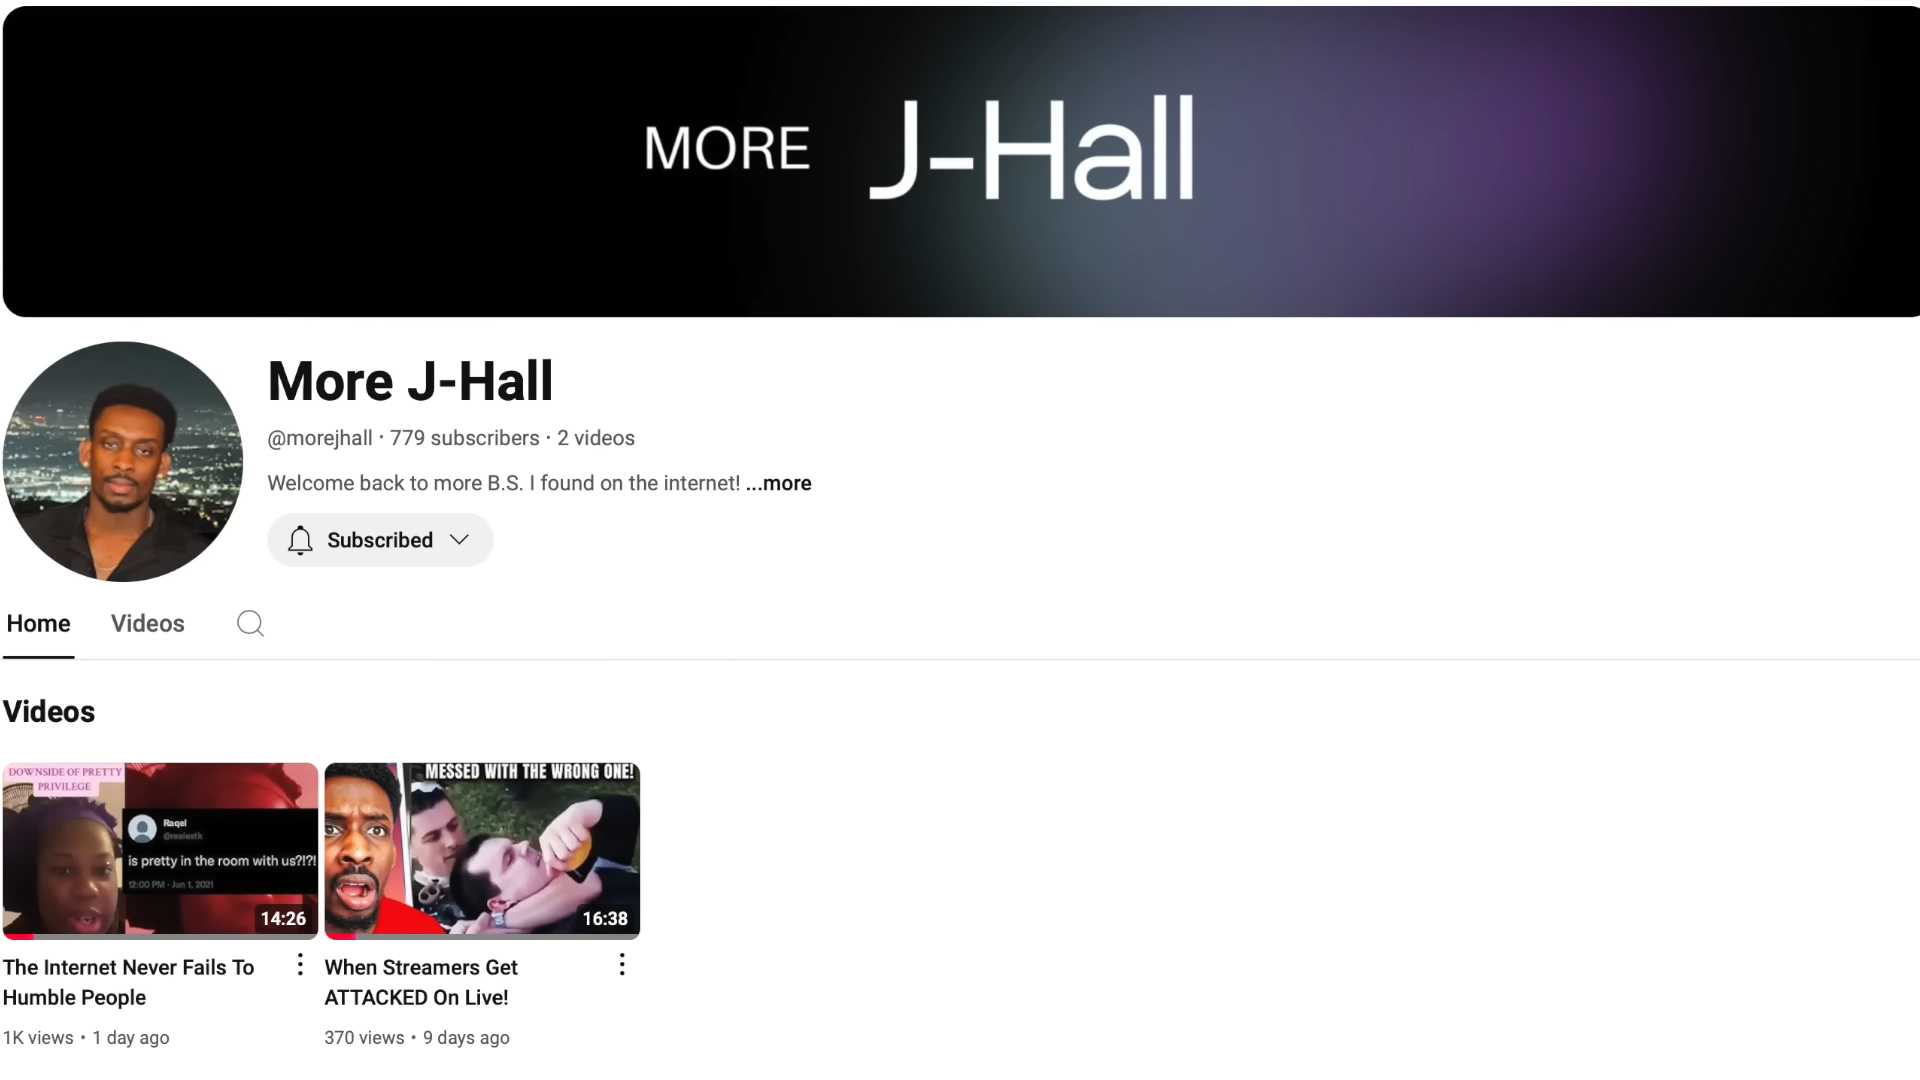 MORE J-Hall
More J-Hall
@morejhall · 779 subscribers · 2 videos
Welcome back to more B.S. I found on the internet! ...more
Subscribed
Home Videos
Videos
DOWNSIDE OF PRETTY
PRIVILEGE
Raqel
@realestk
is pretty in the room with us?!?!
12:00 PM - Jun 1, 2021
14:26
MESSED WITH THE WRONG ONE!
16:38
The Internet Never Fails To
Humble People
1K views • 1 day ago
When Streamers Get
ATTACKED On Live!
370 views • 9 days ago